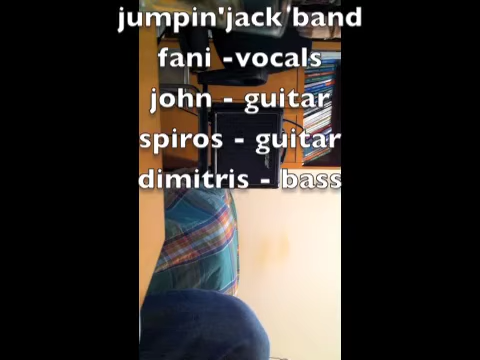 jumpin'jack band
fani -vocals
john - guitar
spiros - guitar
dimitris - bass